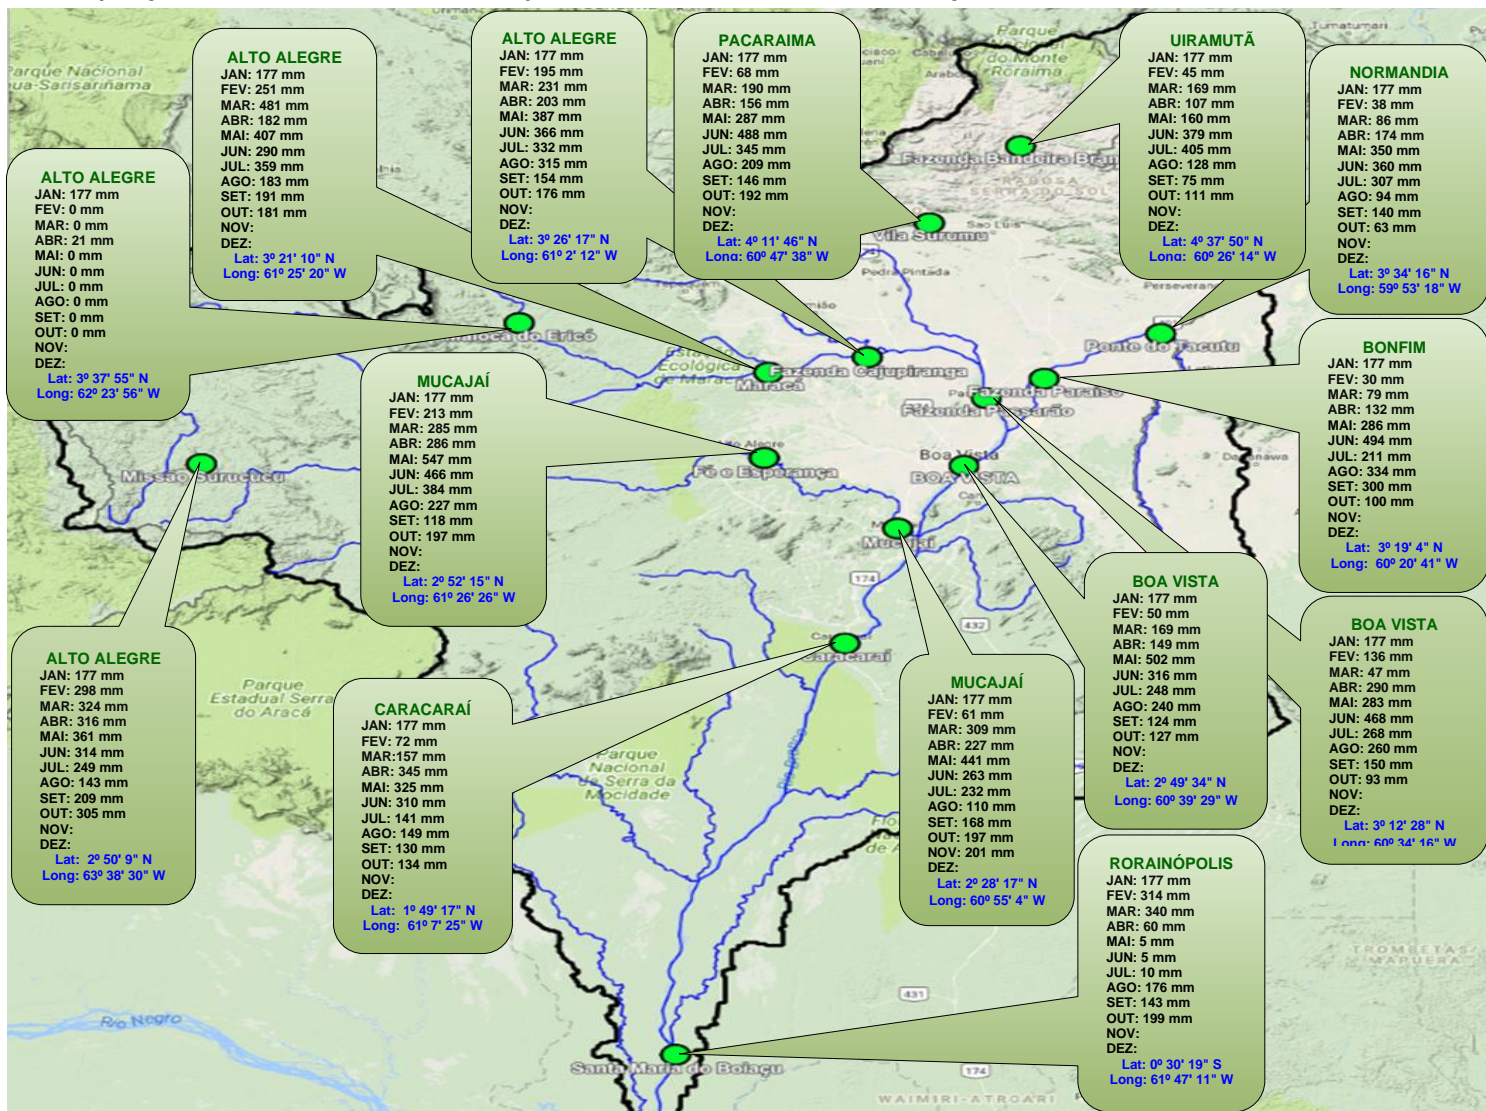 ALTO ALEGRE
JAN: 177 mm
FEV: 0 mm
MAR: 0 mm
ABR: 21 mm
MAI: 0 mm
JUN: 0 mm
JUL: 0 mm
AGO: 0 mm
SET: 0 mm
OUT: 0 mm
NOV:
DEZ:
Lat: 3º 37' 55" N
Long: 62º 23' 56" W
ALTO ALEGRE
JAN: 177 mm
FEV: 251 mm
MAR: 481 mm
ABR: 182 mm
MAI: 407 mm
JUN: 290 mm
JUL: 359 mm
AGO: 183 mm
SET: 191 mm
OUT: 181 mm
NOV:
DEZ:
Lat: 3º 21' 10" N
Long: 61º 25' 20" W
ALTO ALEGRE
JAN: 177 mm
FEV: 195 mm
MAR: 231 mm
ABR: 203 mm
MAI: 387 mm
JUN: 366 mm
JUL: 332 mm
AGO: 315 mm
SET: 154 mm
OUT: 176 mm
NOV:
DEZ:
Lat: 3º 26' 17" N
Long: 61º 2' 12" W
PACARAIMA
JAN: 177 mm
FEV: 68 mm
MAR: 190 mm
ABR: 156 mm
MAI: 287 mm
JUN: 488 mm
JUL: 345 mm
AGO: 209 mm
SET: 146 mm
OUT: 192 mm
NOV:
DEZ:
Lat: 4º 11' 46" N
Long: 60º 47' 38" W
UIRAMUTÃ
JAN: 177 mm
FEV: 45 mm
MAR: 169 mm
ABR: 107 mm
MAI: 160 mm
JUN: 379 mm
JUL: 405 mm
AGO: 128 mm
SET: 75 mm
OUT: 111 mm
NOV:
DEZ:
Lat: 4º 37' 50" N
Long: 60º 26' 14" W
NORMANDIA
JAN: 177 mm
FEV: 38 mm
MAR: 86 mm
ABR: 174 mm
MAI: 350 mm
JUN: 360 mm
JUL: 307 mm
AGO: 94 mm
SET: 140 mm
OUT: 63 mm
NOV:
DEZ:
Lat: 3º 34' 16" N
Long: 59º 53' 18" W
BONFIM
JAN: 177 mm
FEV: 30 mm
MAR: 79 mm
ABR: 132 mm
MAI: 286 mm
JUN: 494 mm
JUL: 211 mm
AGO: 334 mm
SET: 300 mm
OUT: 100 mm
NOV:
DEZ:
Lat: 3º 19' 4" N
Long: 60º 20' 41" W
MUCAJAÍ
JAN: 177 mm
FEV: 213 mm
MAR: 285 mm
ABR: 286 mm
MAI: 547 mm
JUN: 466 mm
JUL: 384 mm
AGO: 227 mm
SET: 118 mm
OUT: 197 mm
NOV:
DEZ:
Lat: 2º 52' 15" N
Long: 61º 26' 26" W
BOA VISTA
JAN: 177 mm
FEV: 50 mm
MAR: 169 mm
ABR: 149 mm
MAI: 502 mm
JUN: 316 mm
JUL: 248 mm
AGO: 240 mm
SET: 124 mm
OUT: 127 mm
NOV:
DEZ:
Lat: 2º 49' 34" N
Long: 60º 39' 29" W
BOA VISTA
JAN: 177 mm
FEV: 136 mm
MAR: 47 mm
ABR: 290 mm
MAI: 283 mm
JUN: 468 mm
JUL: 268 mm
AGO: 260 mm
SET: 150 mm
OUT: 93 mm
NOV:
DEZ:
Lat: 3º 12' 28" N
Long: 60º 34' 16" W
ALTO ALEGRE
JAN: 177 mm
FEV: 298 mm
MAR: 324 mm
ABR: 316 mm
MAI: 361 mm
JUN: 314 mm
JUL: 249 mm
AGO: 143 mm
SET: 209 mm
OUT: 305 mm
NOV:
DEZ:
Lat: 2º 50' 9" N
Long: 63º 38' 30" W
CARACARAÍ
JAN: 177 mm
FEV: 72 mm
MAR:157 mm
ABR: 345 mm
MAI: 325 mm
JUN: 310 mm
JUL: 141 mm
AGO: 149 mm
SET: 130 mm
OUT: 134 mm
NOV:
DEZ:
Lat: 1º 49' 17" N
Long: 61º 7' 25" W
MUCAJAÍ
JAN: 177 mm
FEV: 61 mm
MAR: 309 mm
ABR: 227 mm
MAI: 441 mm
JUN: 263 mm
JUL: 232 mm
AGO: 110 mm
SET: 168 mm
OUT: 197 mm
NOV: 201 mm
DEZ:
Lat: 2º 28' 17" N
Long: 60º 55' 4" W
RORAINÓPOLIS
JAN: 177 mm
FEV: 314 mm
MAR: 340 mm
ABR: 60 mm
MAI: 5 mm
JUN: 5 mm
JUL: 10 mm
AGO: 176 mm
SET: 143 mm
OUT: 199 mm
NOV:
DEZ:
Lat: 0º 30' 19" S
Long: 61º 47' 11" W
Parque
do Monte
Roraima
Tumatumari
Parque Nacional
Fazenda Bandeira
RAPOSA
Vila Surumu
São Luis
Pedra Pintada
Ericó
Maracá
Fazenda Cajupiranga
Ponte do Tacutu
Fazenda Paraíso
Fazenda Passarão
Missão Surucucu
Fé e Esperança
Boa Vista
BOA VISTA
Mucajaí
174
432
Caracaraí
Parque
Estadual Serra
do Aracá
Parque
Nacional
da Serra da
Mocidade
Rio Branco
Rio Negro
431
Santa Maria do Boiaçu
174
WAIMIRI-ATROARI
TROMBETAS/
MAPUERA